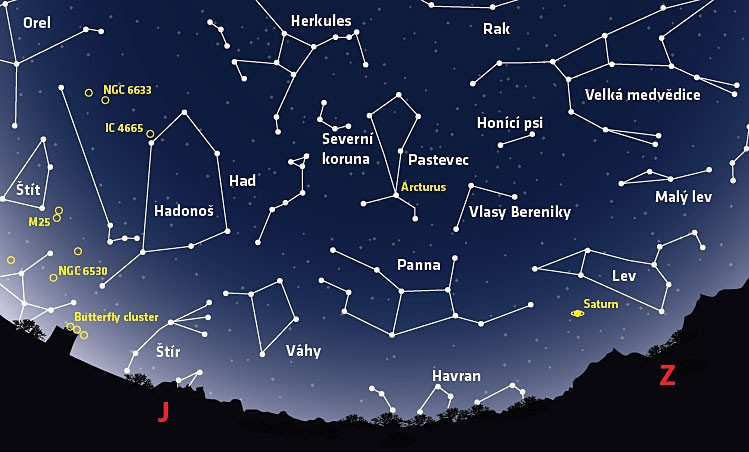 Orel
Herkules
Rak
NGC 6633
Velká medvědice
IC 4665
Honící psi
Severní
koruna
Pastevec
Had
Arcturus
Štít
Malý lev
Hadonoš
Vlasy Bereniky
M25
Panna
NGC 6530
Lev
Saturn
Butterfly cluster
Štír
Váhy
Havran
Z
J